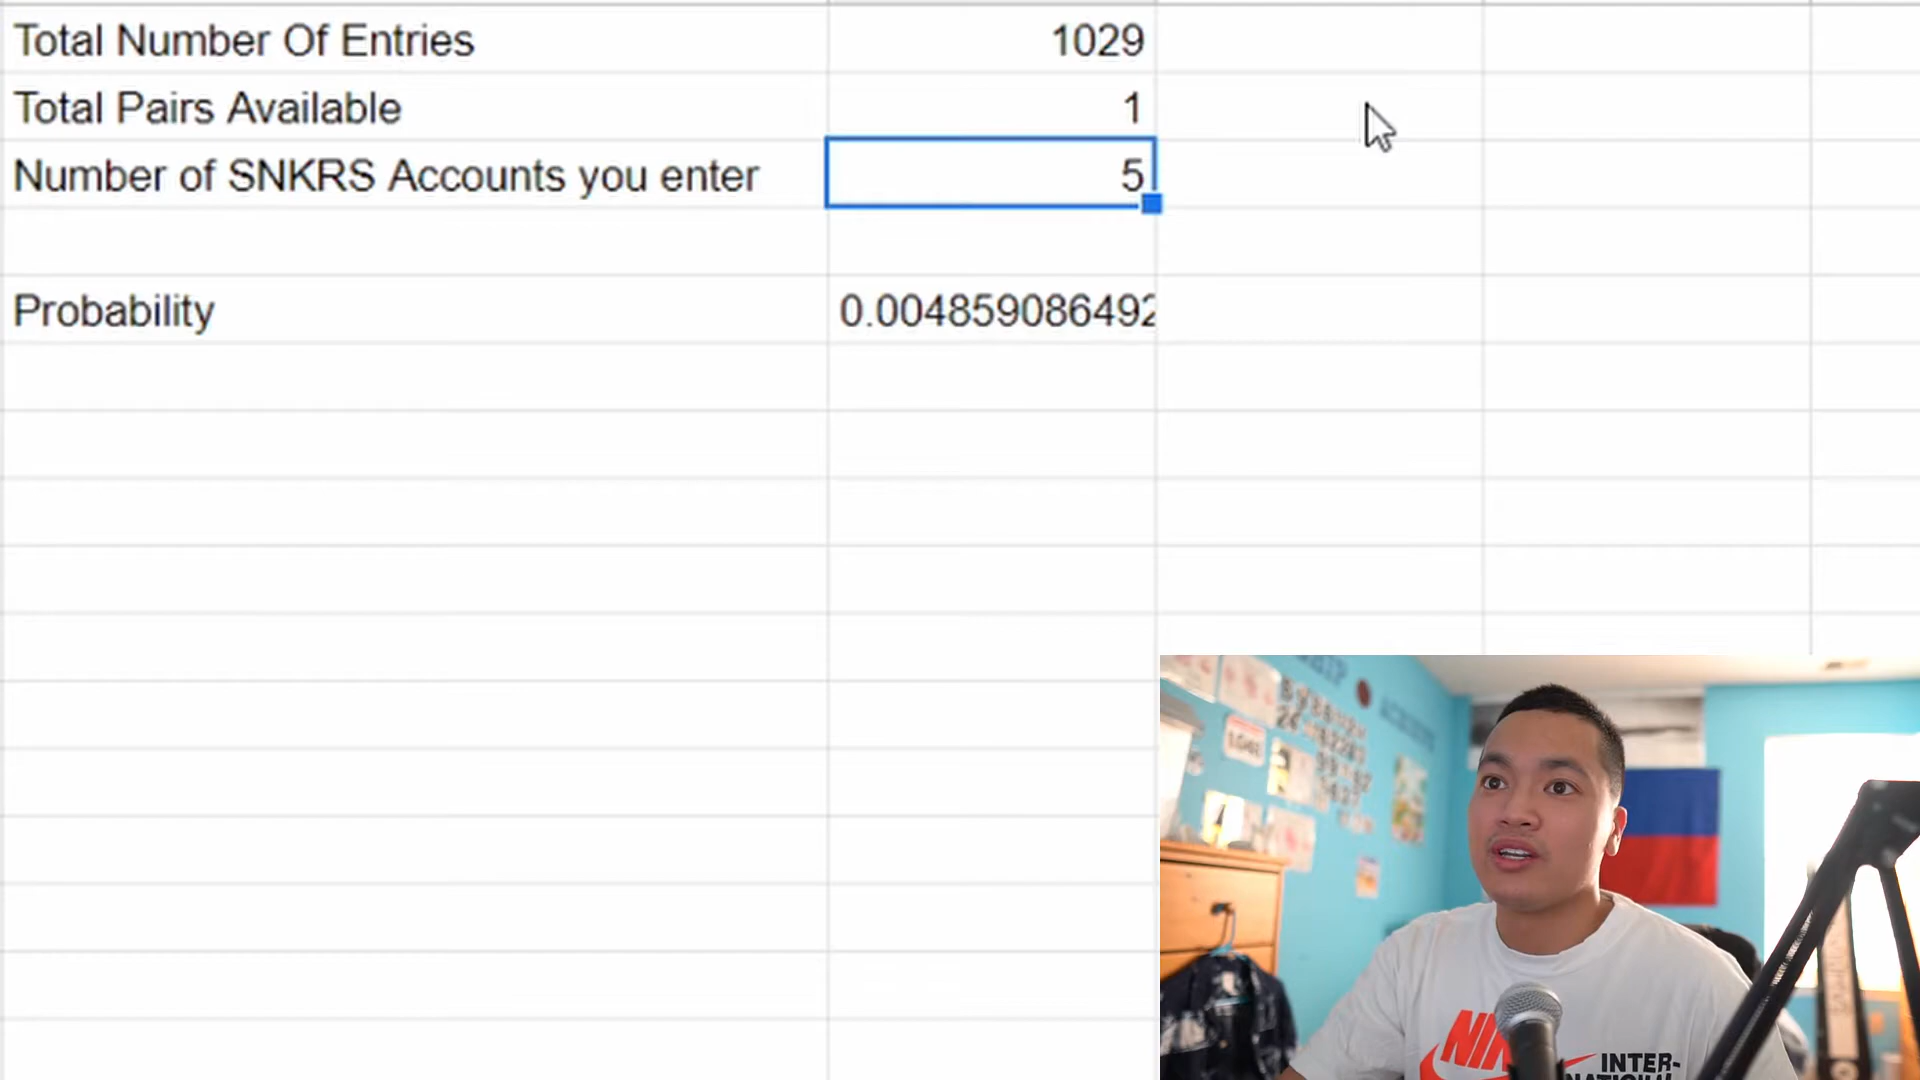 Total Number Of Entries 1029
Total Pairs Available 1
Number of SNKRS Accounts you enter 5
Probability 0.004859086492
INTER-